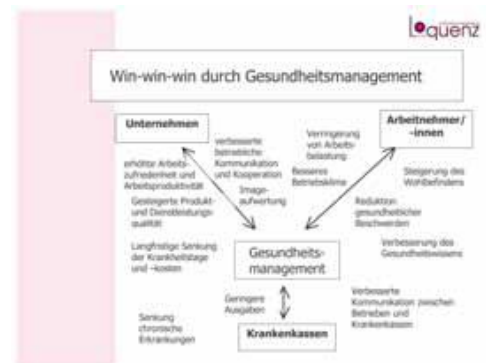 loquenz
Win-win-win durch Gesundheitsmanagement
Unternehmen
Arbeitnehmer/
-innen
verbesserte
betriebliche
Kommunikation
und Kooperation
Verringerung
von Arbeits-
belastung
erhöhte Arbeits-
zufriedenheit und
Arbeitsproduktivität
Besseres
Betriebsklima
Steigerung des
Wohlbefindens
Image-
aufwertung
Gesteigerte Produkt-
und Dienstleistungs-
qualität
Reduktion
gesundheitlicher
Beschwerden
Langfristige Senkung
der Krankheitstage
und -kosten
Gesundheits-
management
Verbesserung des
Gesundheitswissens
Geringere
Ausgaben
Verbesserte
Kommunikation zwischen
Betrieben und
Krankenkassen
Senkung
chronische
Erkrankungen
Krankenkassen